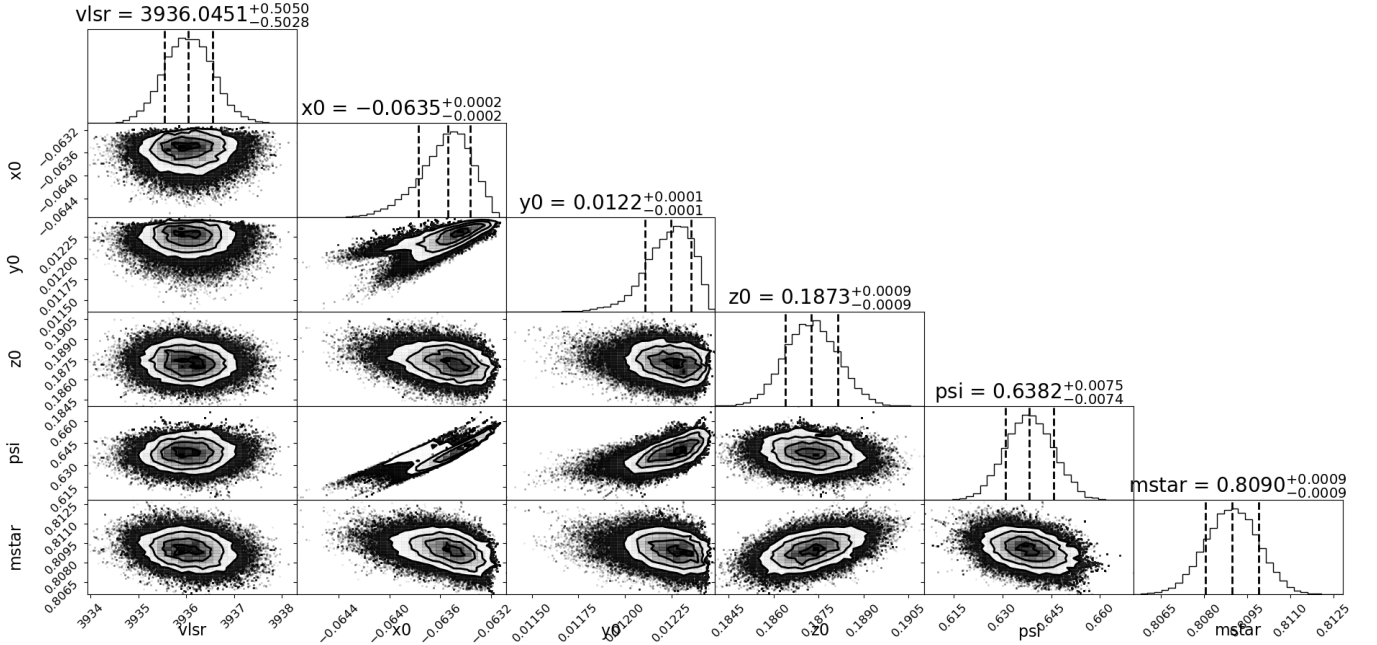 vlsr = 3936.0451+0.5050−0.5028
x0 = −0.0635+0.0002−0.0002
x0
−0.0632
−0.0636
−0.0640
−0.0644
y0 = 0.0122+0.0001−0.0001
y0
0.01225
0.01200
0.01175
0.01150
z0 = 0.1873+0.0009−0.0009
z0
0.1905
0.1890
0.1875
0.1860
0.1845
psi = 0.6382+0.0075−0.0074
psi
0.660
0.645
0.630
0.615
mstar = 0.8090+0.0009−0.0009
mstar
0.8125
0.8110
0.8095
0.8080
0.8065
3934 3935 3936 3937 3938
−0.0644 −0.0640 −0.0636 −0.0632
0.01150 0.01175 0.01200 0.01225
0.1845 0.1860 0.1875 0.1890 0.1905
0.615 0.630 0.645 0.660
0.8065 0.8080 0.8095 0.8110 0.8125
vlsr x0 y0 z0 psi mstar